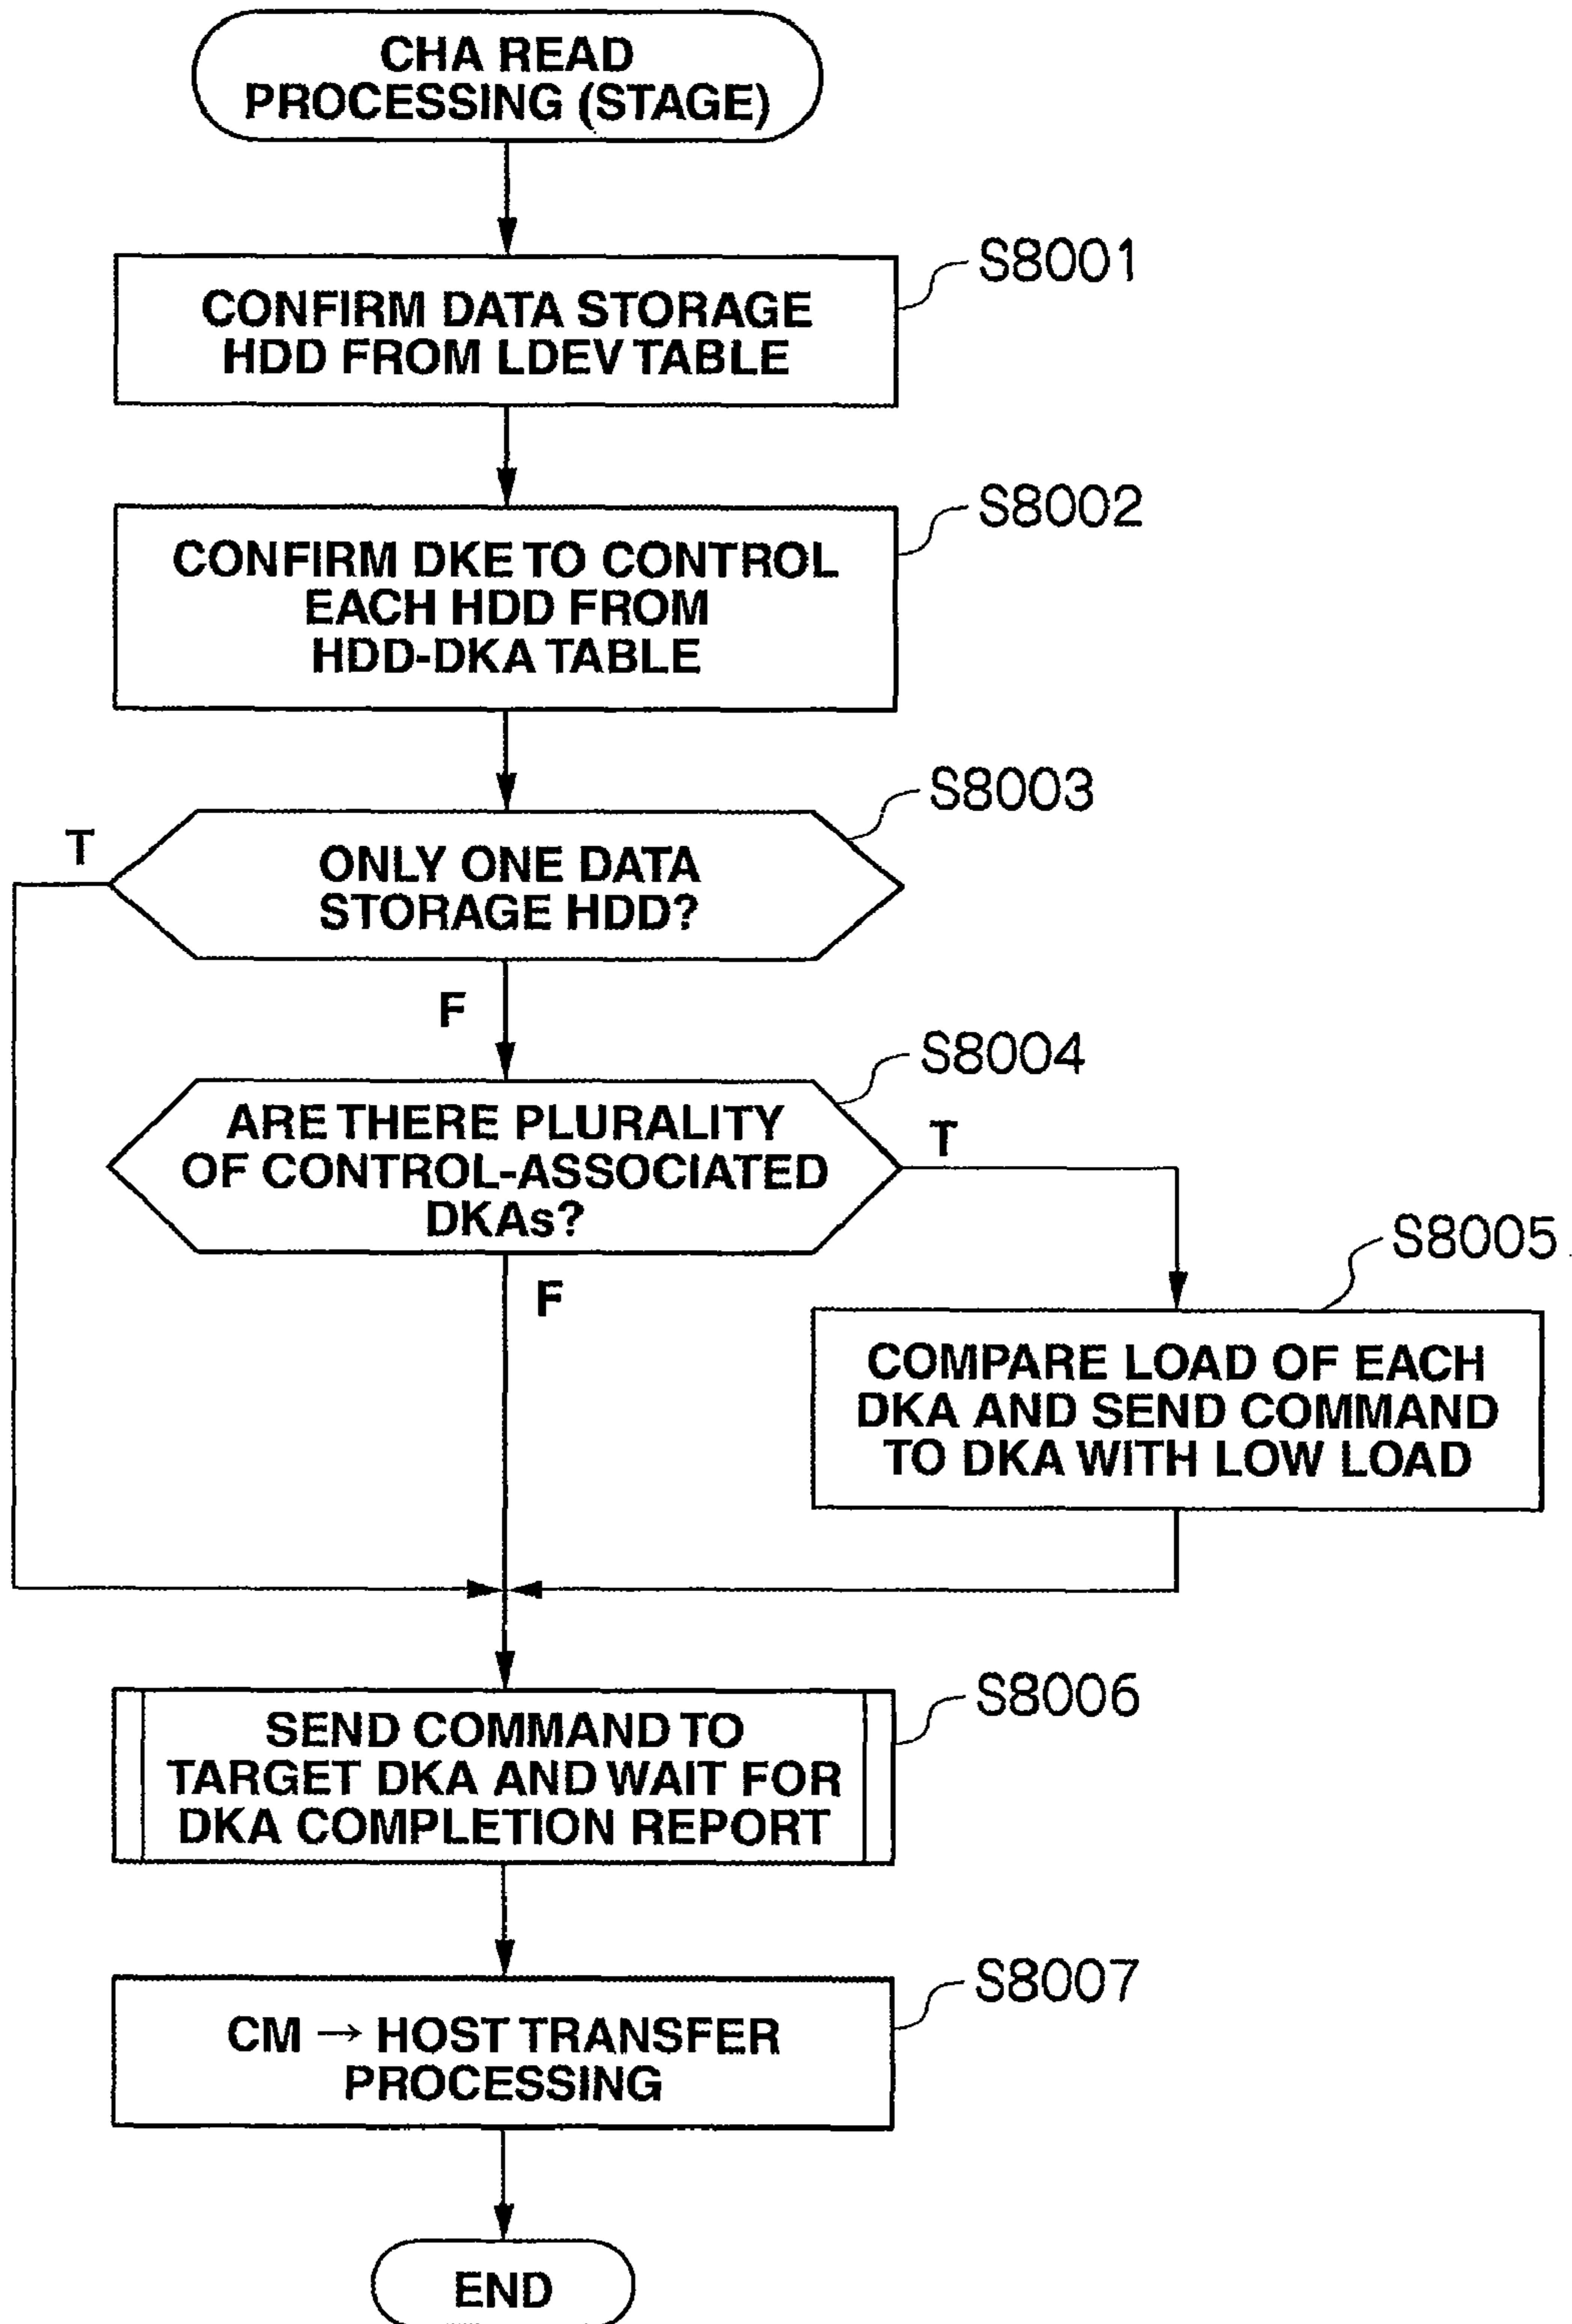 CHA READ
PROCESSING (STAGE)
S8001
CONFIRM DATA STORAGE
HDD FROM LDEV TABLE
S8002
CONFIRM DKE TO CONTROL
EACH HDD FROM
HDD-DKA TABLE
S8003
T
ONLY ONE DATA
STORAGE HDD?
F
S8004
ARE THERE PLURALITY
OF CONTROL-ASSOCIATED
DKAs?
T
F
S8005
COMPARE LOAD OF EACH
DKA AND SEND COMMAND
TO DKA WITH LOW LOAD
S8006
SEND COMMAND TO
TARGET DKA AND WAIT FOR
DKA COMPLETION REPORT
S8007
CM → HOST TRANSFER
PROCESSING
END